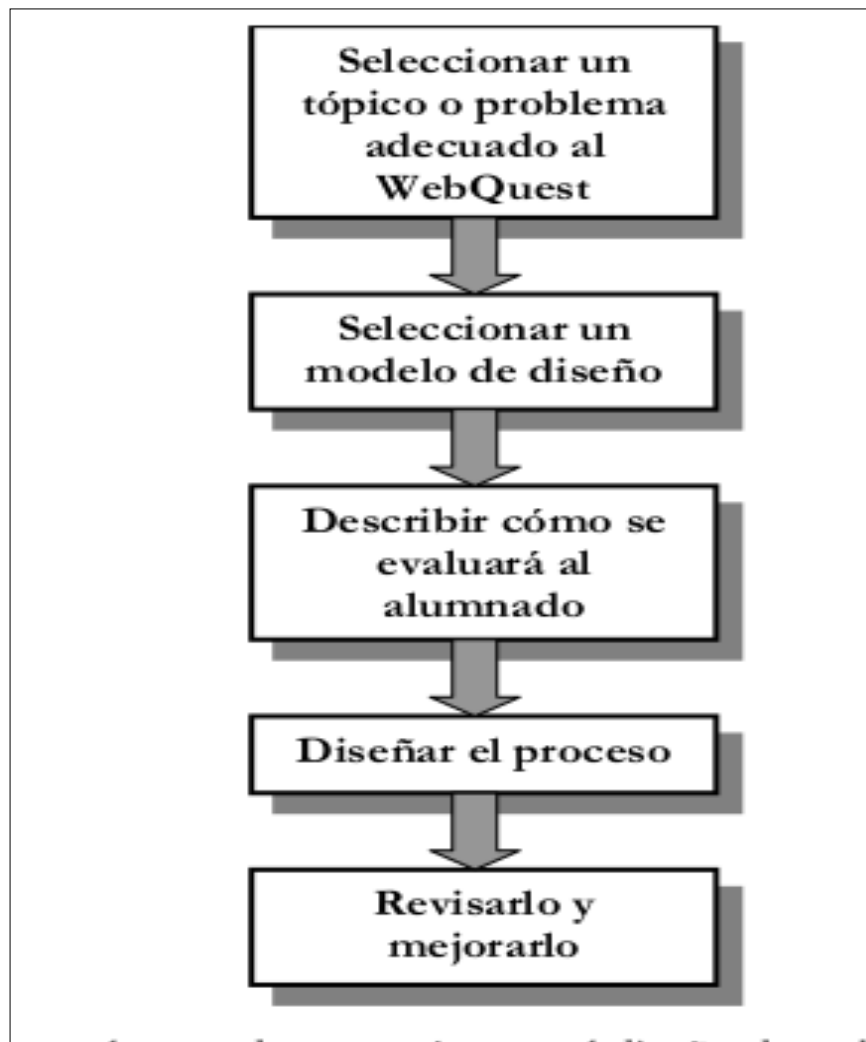 Seleccionar un
tópico o problema
adecuado al
WebQuest
Seleccionar un
modelo de diseño
Describir cómo se
evaluará al
alumnado
Diseñar el proceso
Revisarlo y
mejorarlo